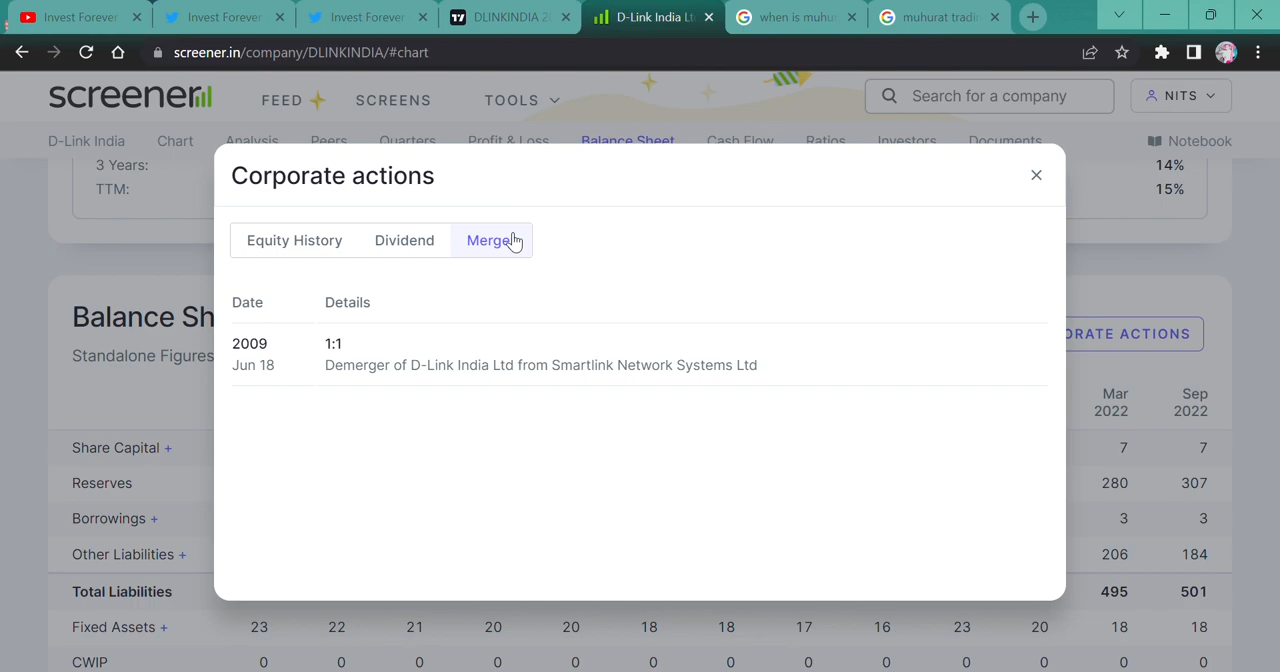 Invest Forever
Invest Forever
Invest Forever
DLINKINDIA 2
D-Link India Lt
when is muhu
muhurat tradi
screener.in/company/DLINKINDIA/#chart
screener
FEED
SCREENS
TOOLS
Search for a company
NITS
D-Link India
Chart
Analysis
Peers
Quarters
Profit & Loss
Balance Sheet
Cash Flow
Ratios
Investors
Documents
Notebook
3 Years:
14%
TTM:
15%
Corporate actions
Equity History
Dividend
Merge
Date
Details
2009
1:1
Jun 18
Demerger of D-Link India Ltd from Smartlink Network Systems Ltd
Balance Sh
Standalone Figures
ORATE ACTIONS
Mar
2022
Sep
2022
Share Capital +
7 7
Reserves
280 307
Borrowings +
3 3
Other Liabilities +
206 184
Total Liabilities
495 501
Fixed Assets + 23 22 21 20 20 18 18 17 16 23 20 18 18
CWIP 0 0 0 0 0 0 0 0 0 0 0 0 0